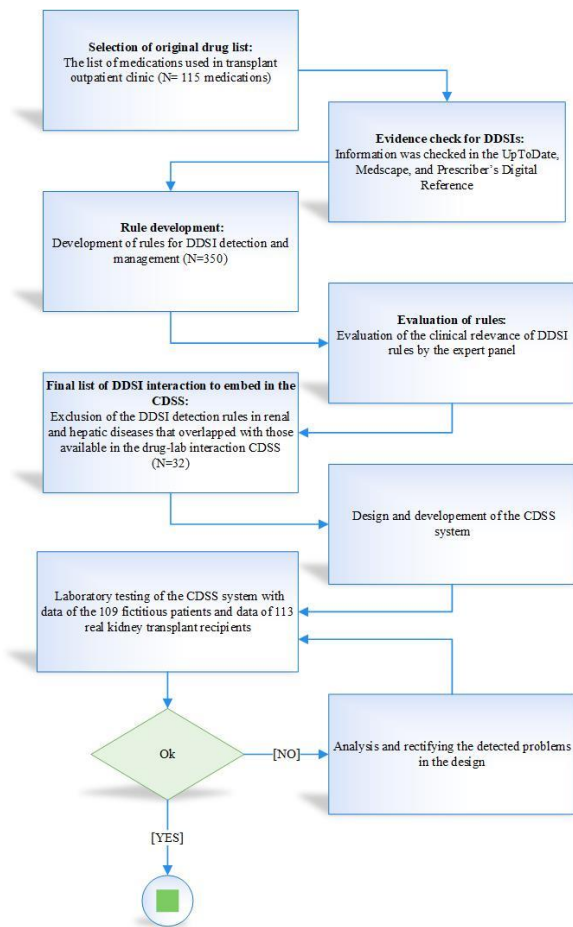 Selection of original drug list:
The list of medications used in transplant
outpatient clinic (N= 115 medications)
Evidence check for DDSIs:
Information was checked in the UpToDate,
Medscape, and Prescriber's Digital
Reference
Rule development:
Development of rules for DDSI detection and
management (N=350)
Evaluation of rules:
Evaluation of the clinical relevance of DDSI
rules by the expert panel
Final list of DDSI interaction to embed in the
CDSS:
Exclusion of the DDSI detection rules in renal
and hepatic diseases that overlapped with those
available in the drug-lab interaction CDSS
(N=32)
Design and developement of the CDSS
system
Laboratory testing of the CDSS system with
data of the 109 fictitious patients and data of 113
real kidney transplant recipients
Ok
[NO]
Analysis and rectifying the detected problems
in the design
[YES]